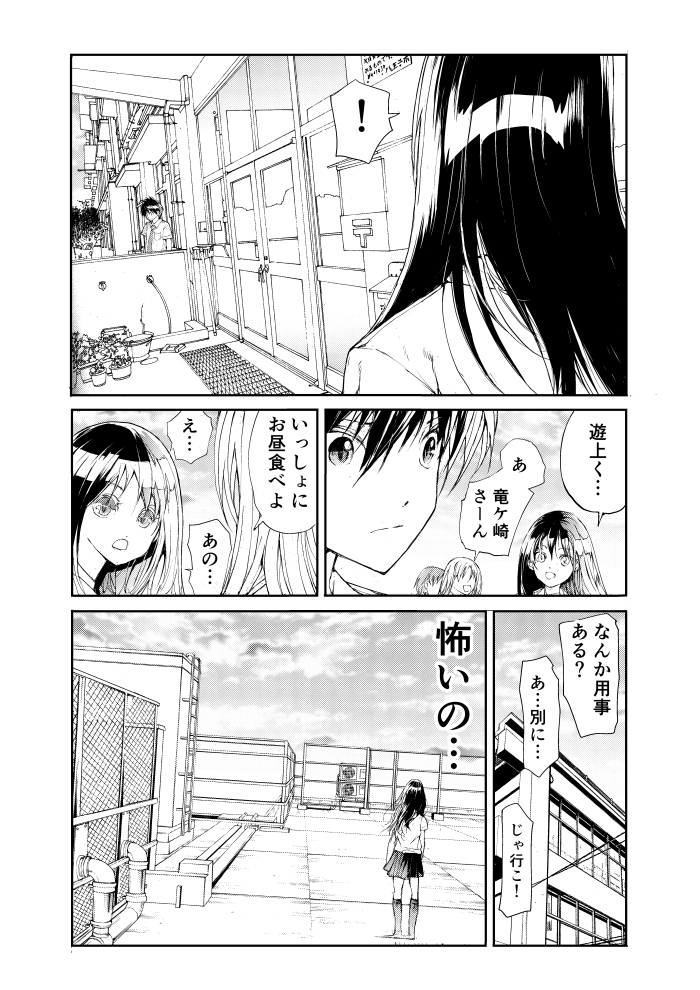 ！
遊上く…
あ
竜ケ崎
さーん
いっしょに
お昼食べよ
え…
あの…
なんか用事
ある？
あ…別に…
じゃ行こ！
怖いの…